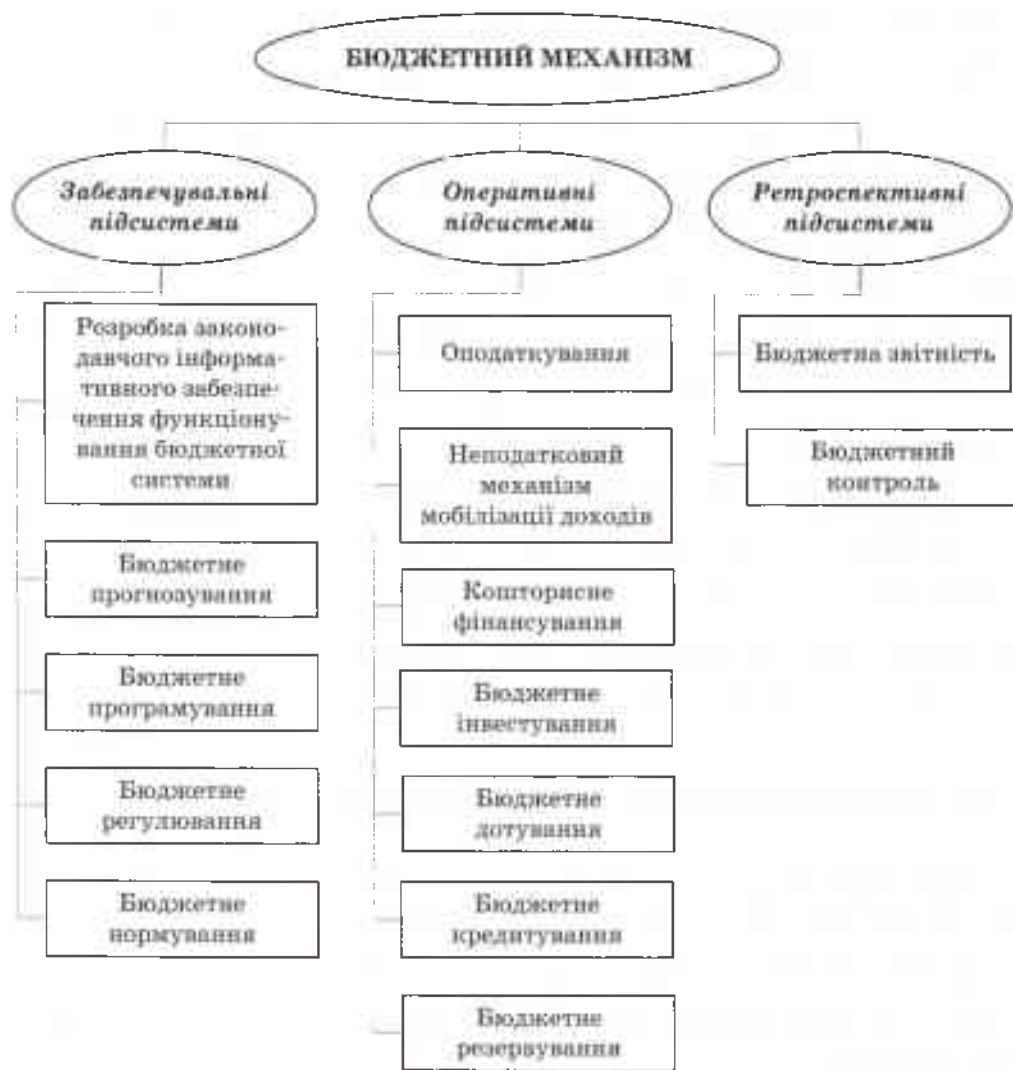 БЮДЖЕТНИЙ МЕХАНІЗМ
Забезпечувальні
підсистеми
Розробка законо-
давчого інформа-
тивного забезпе-
чення функціону-
вання бюджетної
системи
Бюджетне
прогнозування
Бюджетне
програмування
Бюджетне
регулювання
Бюджетне
нормування
Оперативні
підсистеми
Оподаткування
Неподатковий
механізм
мобілізації доходів
Кошторисне
фінансування
Бюджетне
інвестування
Бюджетне
дотування
Бюджетне
кредитування
Бюджетне
резервування
Ретроспективні
підсистеми
Бюджетна звітність
Бюджетний
контроль